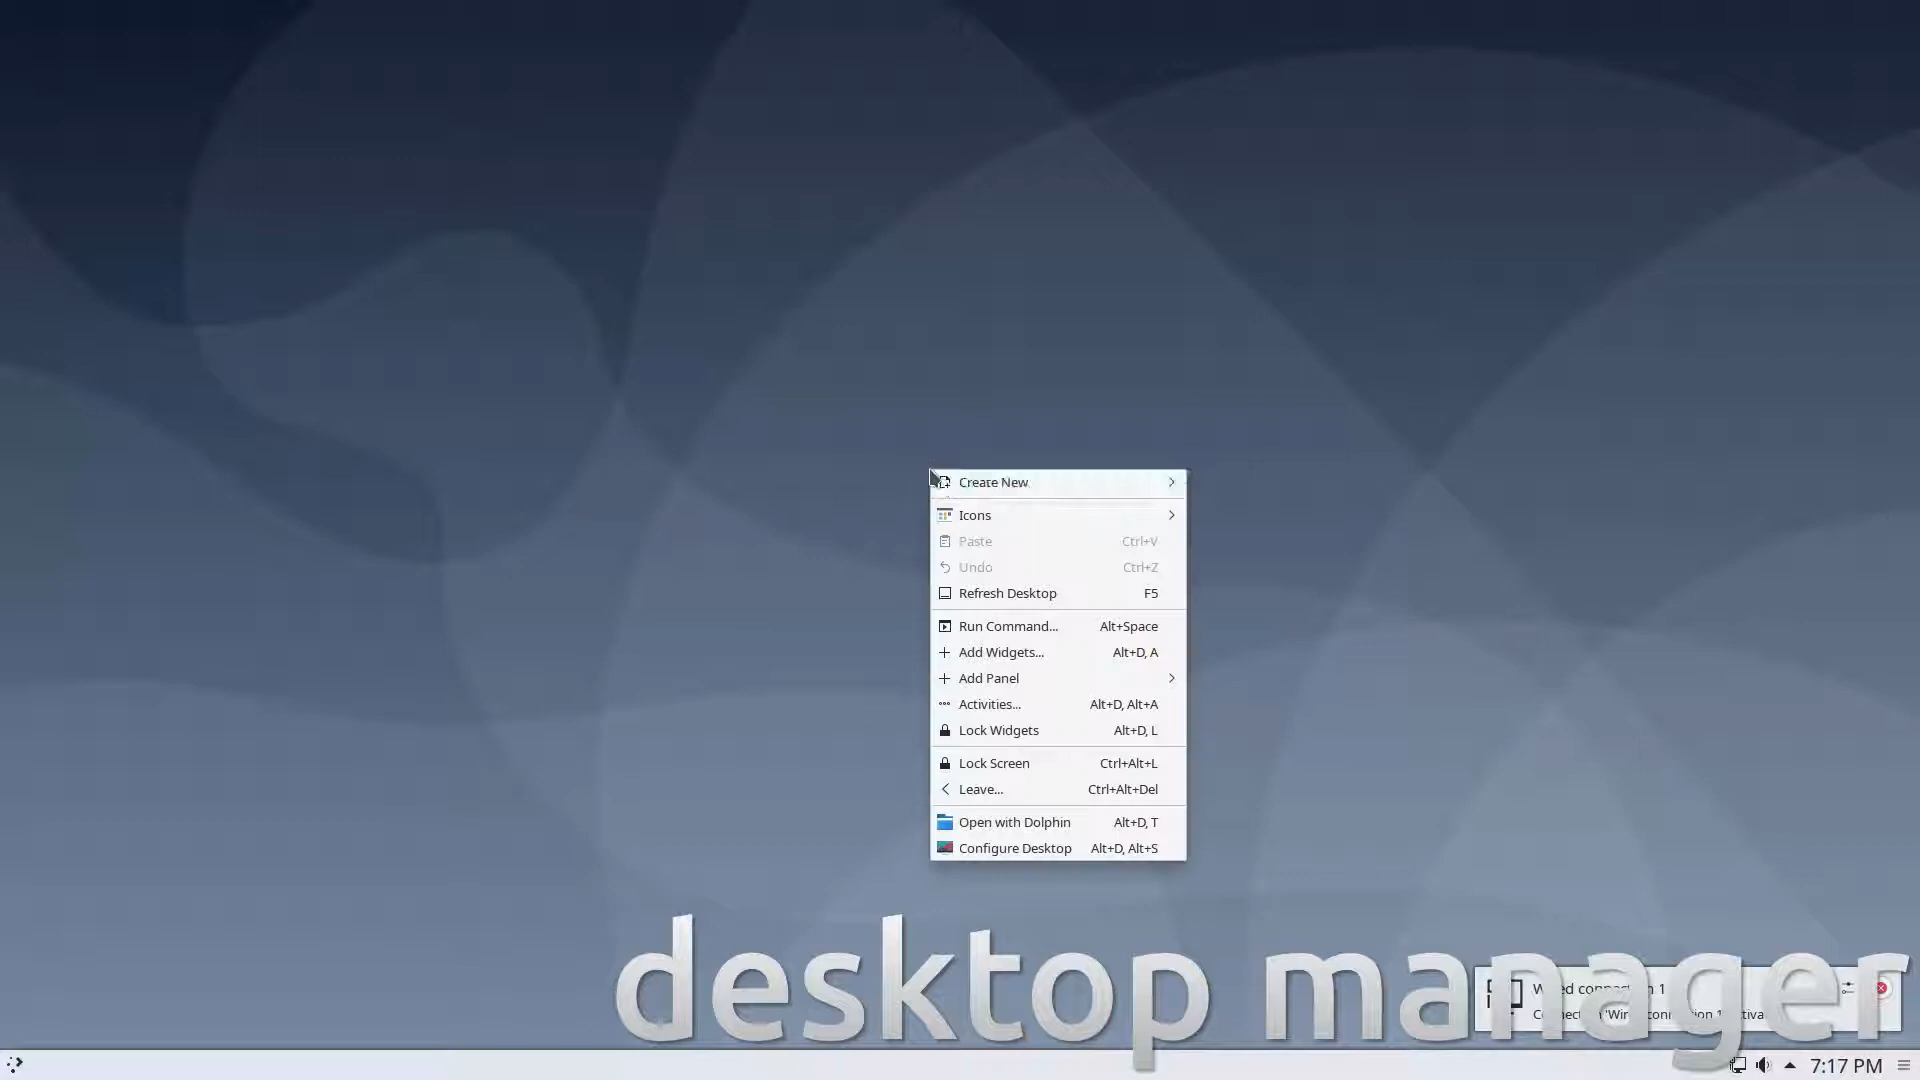 Create New
Icons
Paste Ctrl+V
Undo Ctrl+Z
Refresh Desktop F5
Run Command... Alt+Space
Add Widgets... Alt+D, A
Add Panel
Activities... Alt+D, Alt+A
Lock Widgets Alt+D, L
Lock Screen Ctrl+Alt+L
Leave... Ctrl+Alt+Del
Open with Dolphin Alt+D, T
Configure Desktop Alt+D, Alt+S
desktop manager
1
7:17 PM